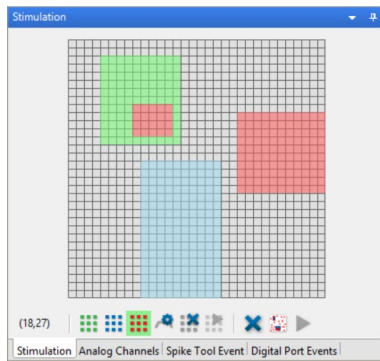 Stimulation
(18,27)
Stimulation Analog Channels Spike Tool Event Digital Port Events